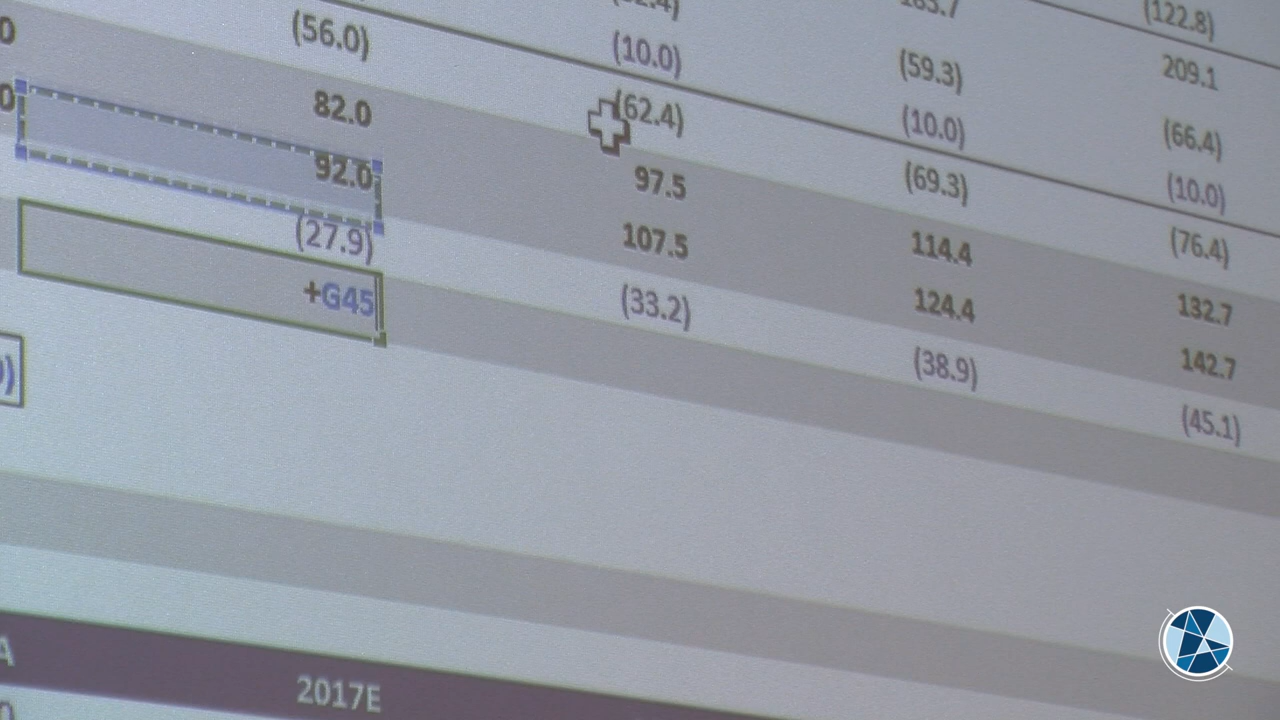 (122.8)
209.1
(59.3) (66.4)
(10.0) (10.0) (10.0)
(56.0) (62.4) (69.3) (76.4)
82.0 97.5 114.4 132.7
92.0 107.5 124.4 142.7
(27.9) (33.2) (38.9) (45.1)
+G45
2017E